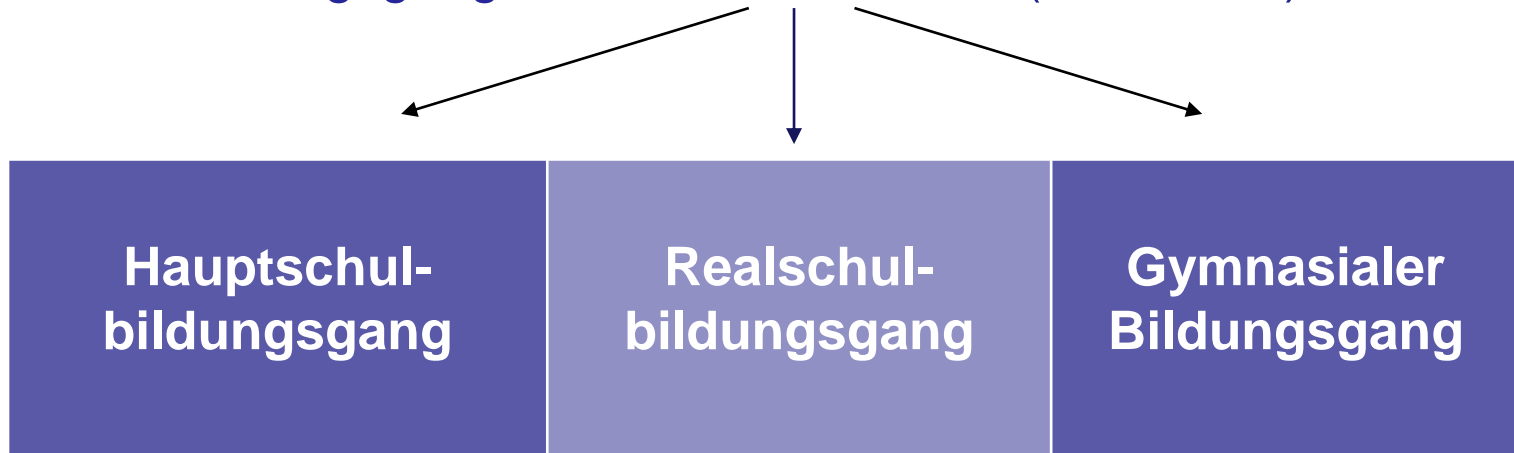 Hauptschul-
bildungsgang
Realschul-
bildungsgang
Gymnasialer
Bildungsgang